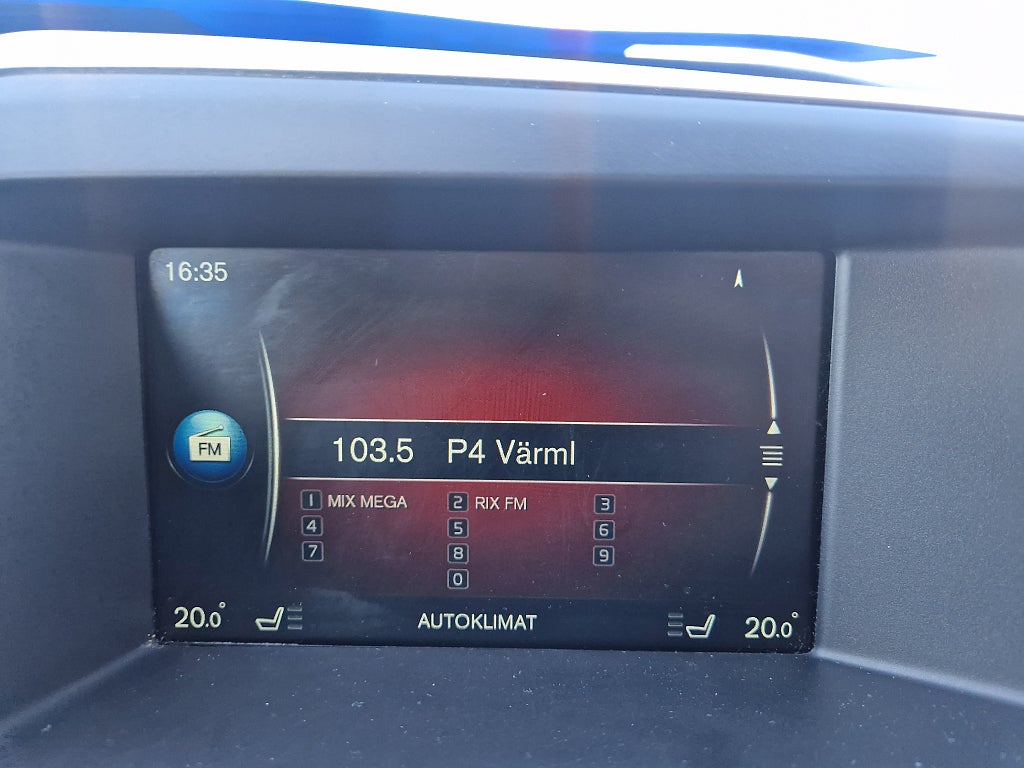 16:35
FM
103.5 P4 Värml
1 MIX MEGA 2 RIX FM 3
4 5 6
7 8 9
0
20.0° AUTOKLIMAT 20.0°